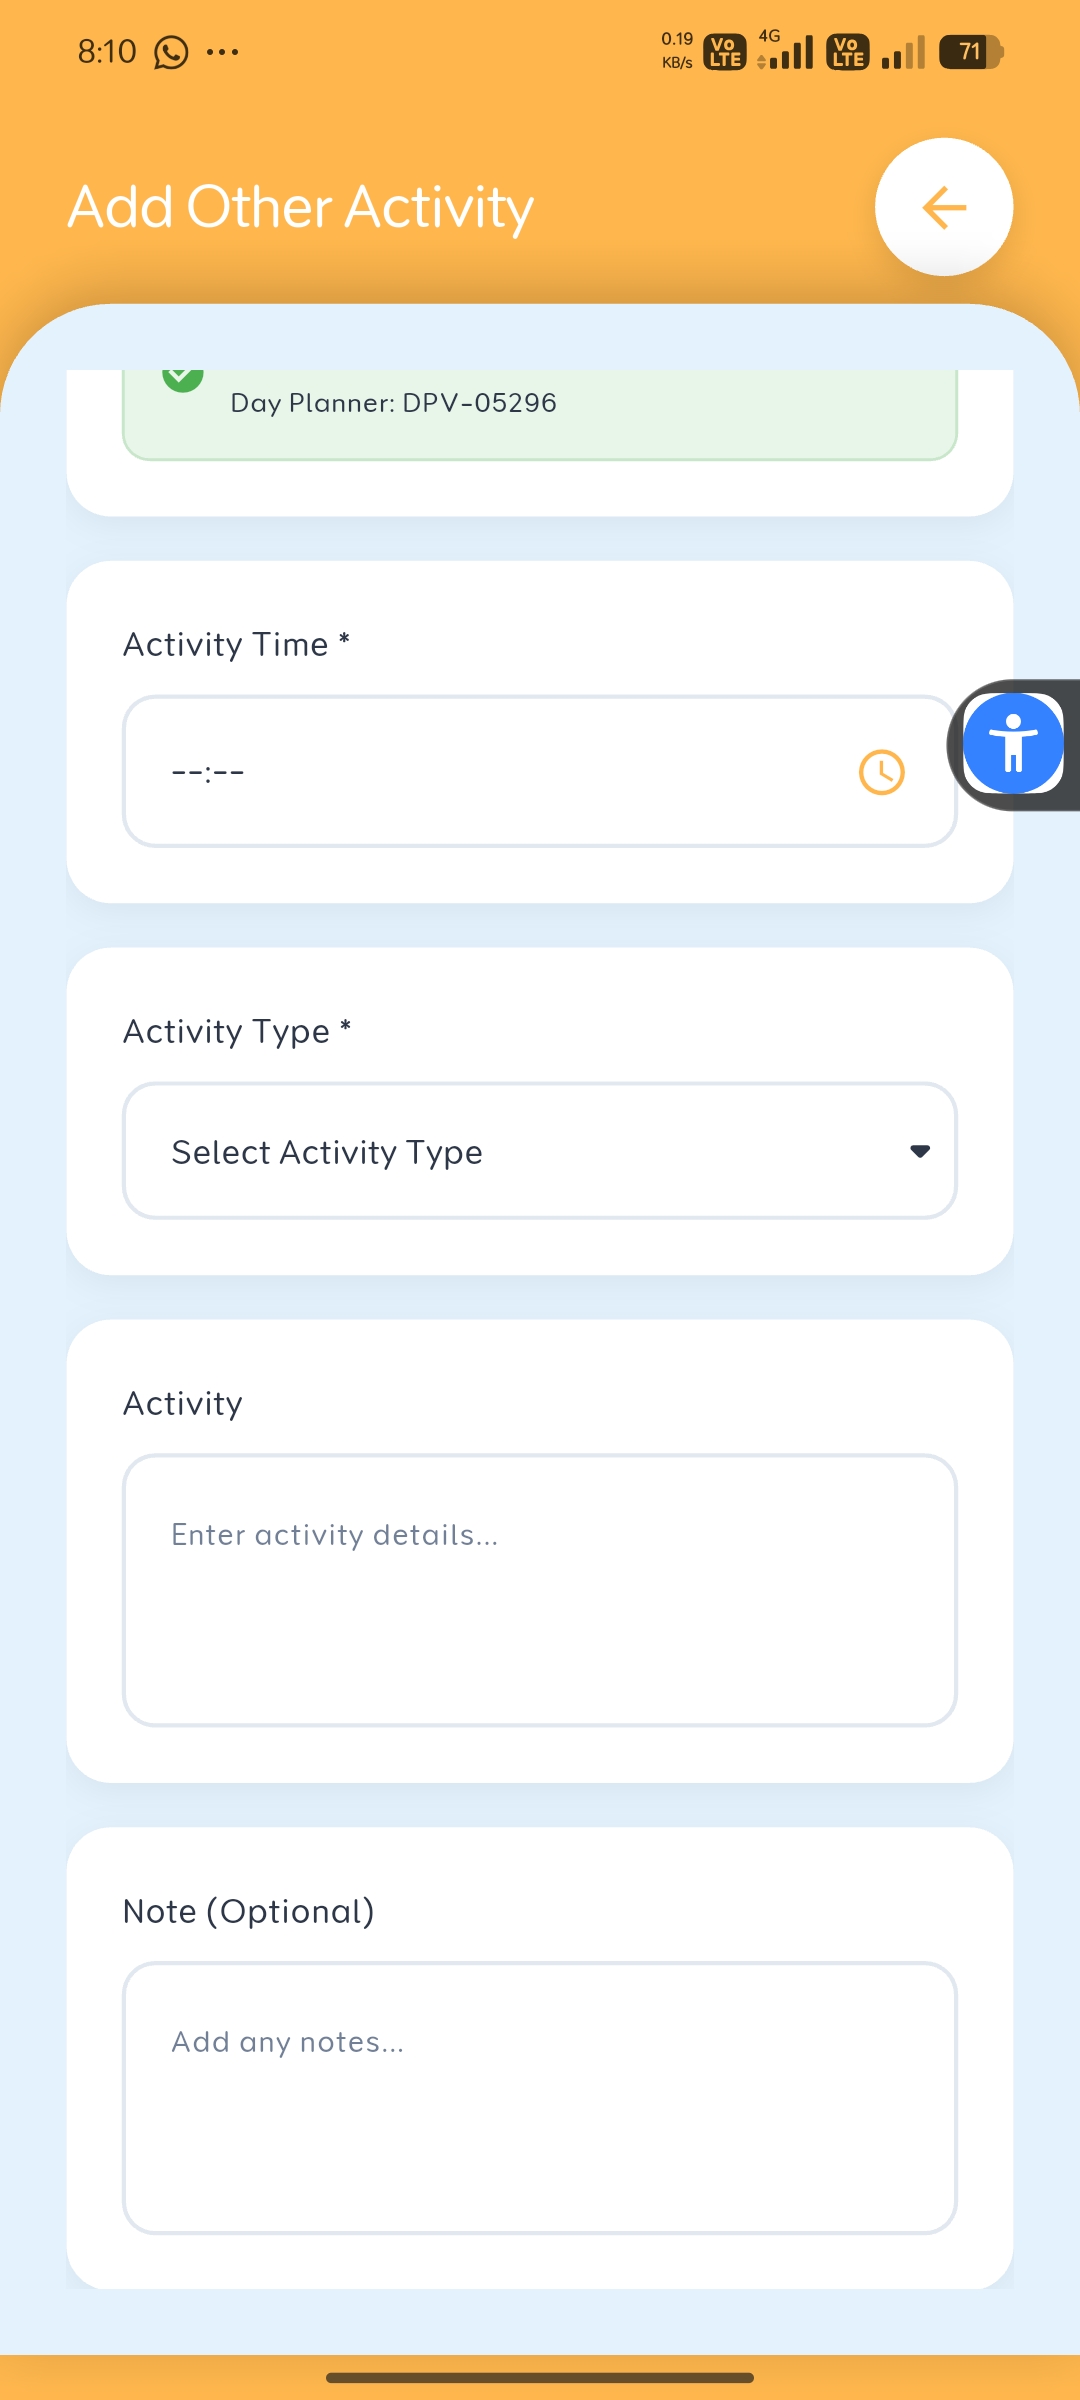 8:10
0.19
KB/s
Vo
LTE
4G
Vo
LTE
71
Add Other Activity
Day Planner: DPV-05296
Activity Time *
--:--
Activity Type *
Select Activity Type
Activity
Enter activity details...
Note (Optional)
Add any notes...